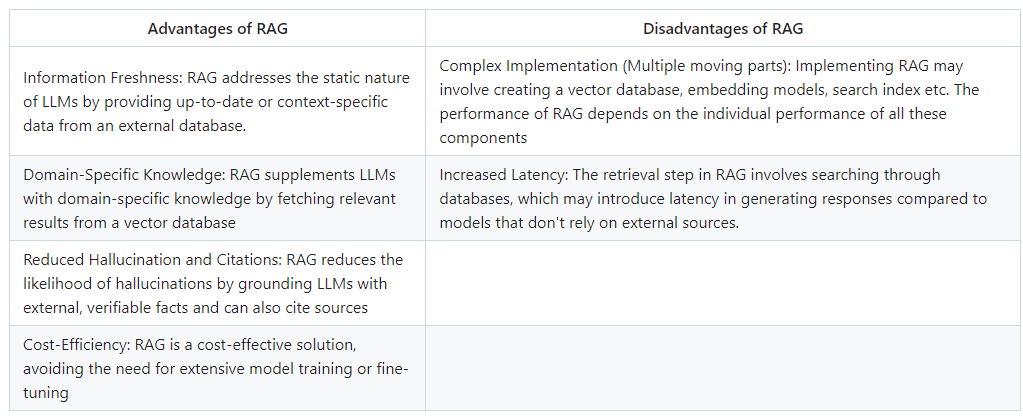 Advantages of RAG
Disadvantages of RAG
Information Freshness: RAG addresses the static nature
of LLMs by providing up-to-date or context-specific
data from an external database.
Complex Implementation (Multiple moving parts): Implementing RAG may
involve creating a vector database, embedding models, search index etc. The
performance of RAG depends on the individual performance of all these
components
Domain-Specific Knowledge: RAG supplements LLMs
with domain-specific knowledge by fetching relevant
results from a vector database
Increased Latency: The retrieval step in RAG involves searching through
databases, which may introduce latency in generating responses compared to
models that don't rely on external sources.
Reduced Hallucination and Citations: RAG reduces the
likelihood of hallucinations by grounding LLMs with
external, verifiable facts and can also cite sources
Cost-Efficiency: RAG is a cost-effective solution,
avoiding the need for extensive model training or fine-
tuning